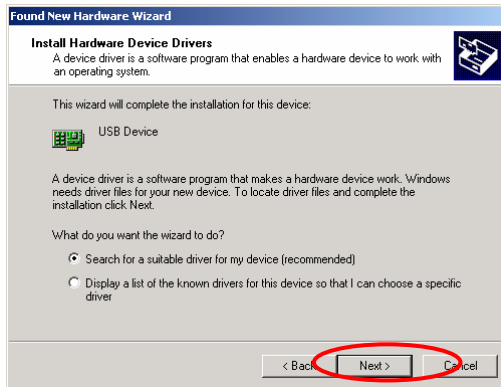 Found New Hardware Wizard
Install Hardware Device Drivers
A device driver is a software program that enables a hardware device to work with
an operating system.
This wizard will complete the installation for this device:
USB Device
A device driver is a software program that makes a hardware device work. Windows
needs driver files for your new device. To locate driver files and complete the
installation click Next.
What do you want the wizard to do?
Search for a suitable driver for my device (recommended)
Display a list of the known drivers for this device so that I can choose a specific
driver
< Back Next > Cancel